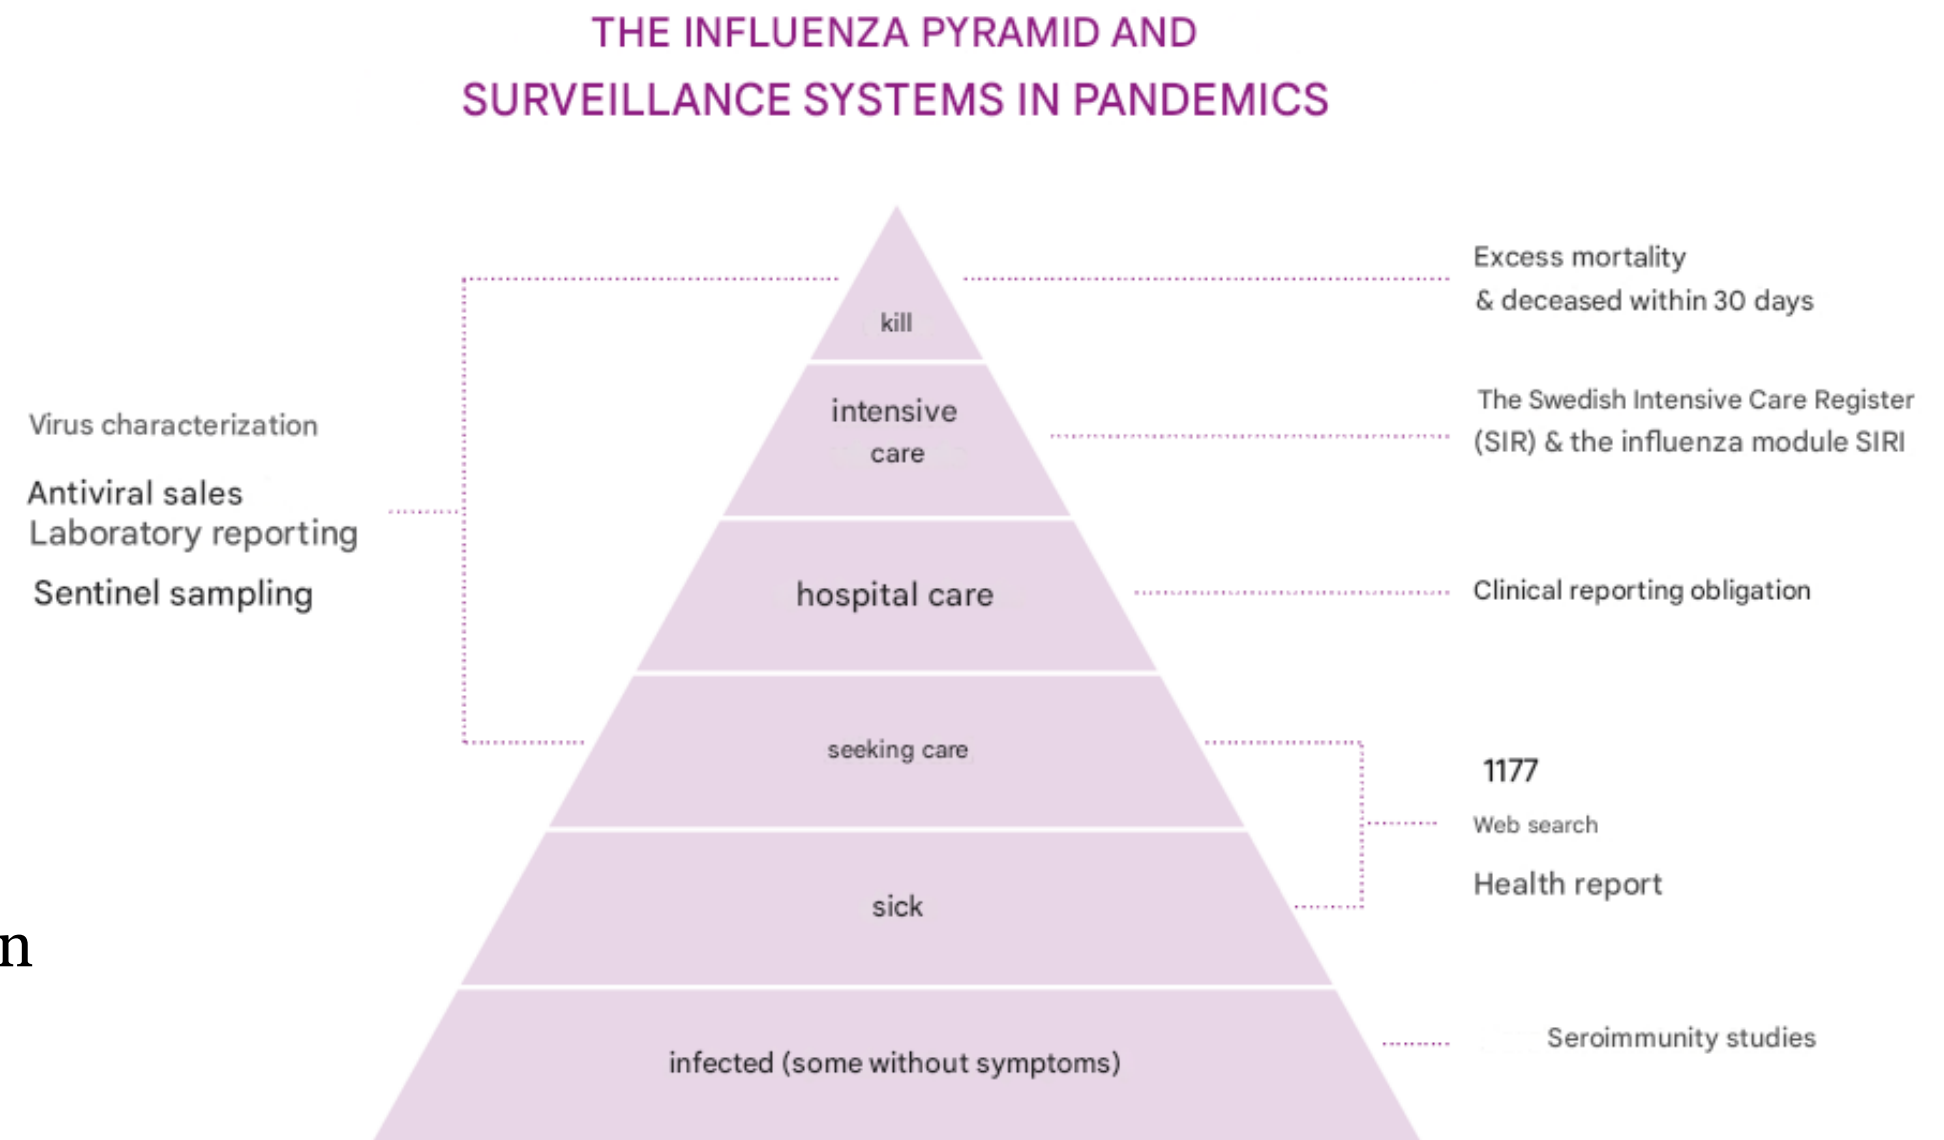 THE INFLUENZA PYRAMID AND
SURVEILLANCE SYSTEMS IN PANDEMICS
Excess mortality
& deceased within 30 days
kill
The Swedish Intensive Care Register
(SIR) & the influenza module SIRI
intensive
care
Virus characterization
Antiviral sales
Laboratory reporting
Sentinel sampling
hospital care
Clinical reporting obligation
seeking care
1177
Web search
Health report
sick
n
Seroimmunity studies
infected (some without symptoms)